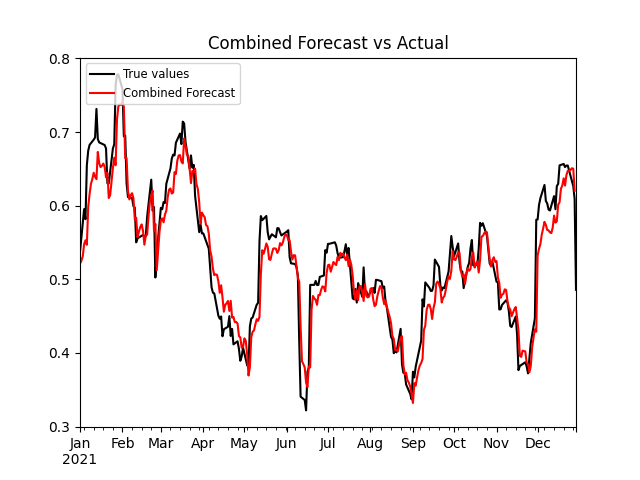 Combined Forecast vs Actual
0.8
0.7
0.6
0.5
0.4
0.3
True values
Combined Forecast
Jan Feb Mar Apr May Jun Jul Aug Sep Oct Nov Dec
2021